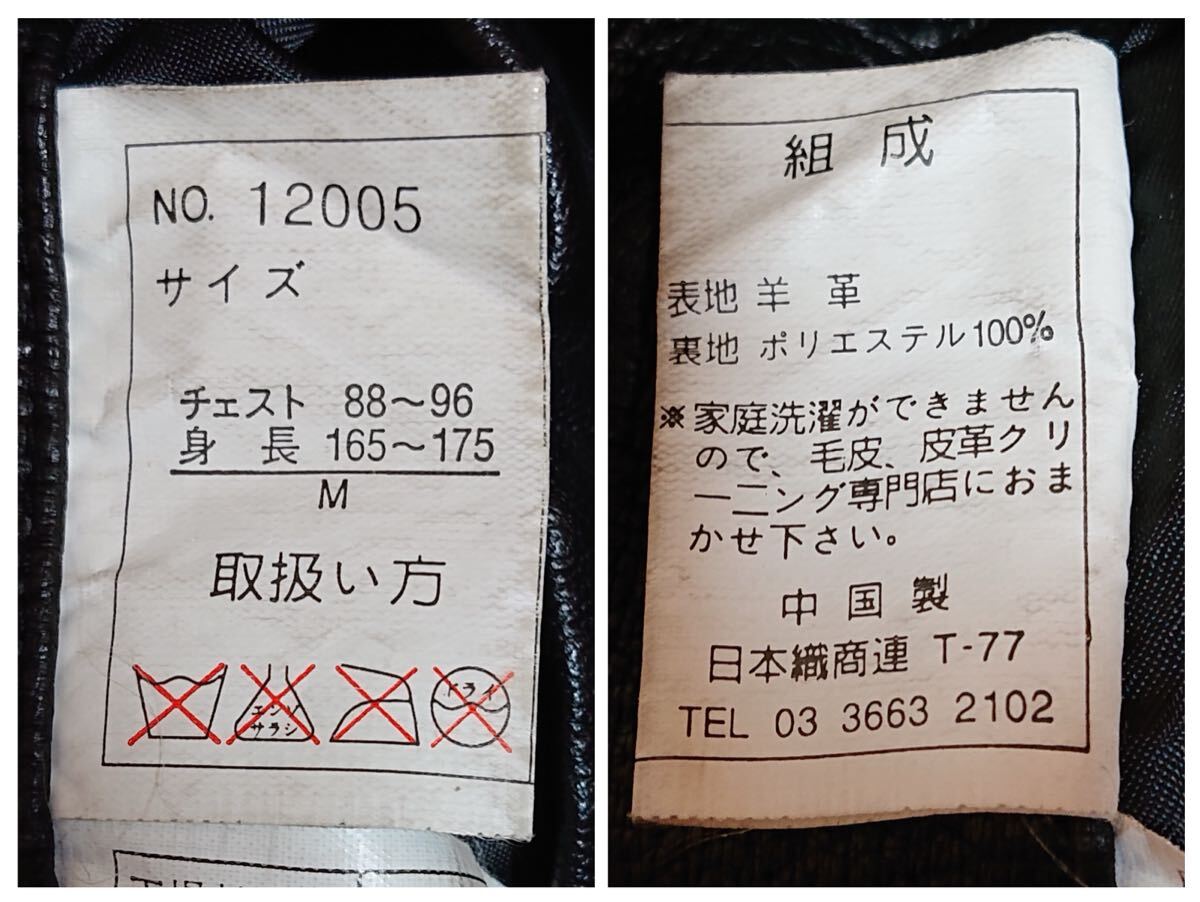 NO. 12005
サイズ
チェスト 88〜96
身 長 165〜175
M
取扱い方
エンソ
サラシ
ドライ
組 成
表地 羊 革
裏地 ポリエステル100%
※家庭洗濯ができません
ので、毛皮、皮革クリ
ーニング専門店におま
かせ下さい。
中 国 製
日本織商連 T-77
TEL 03 3663 2102